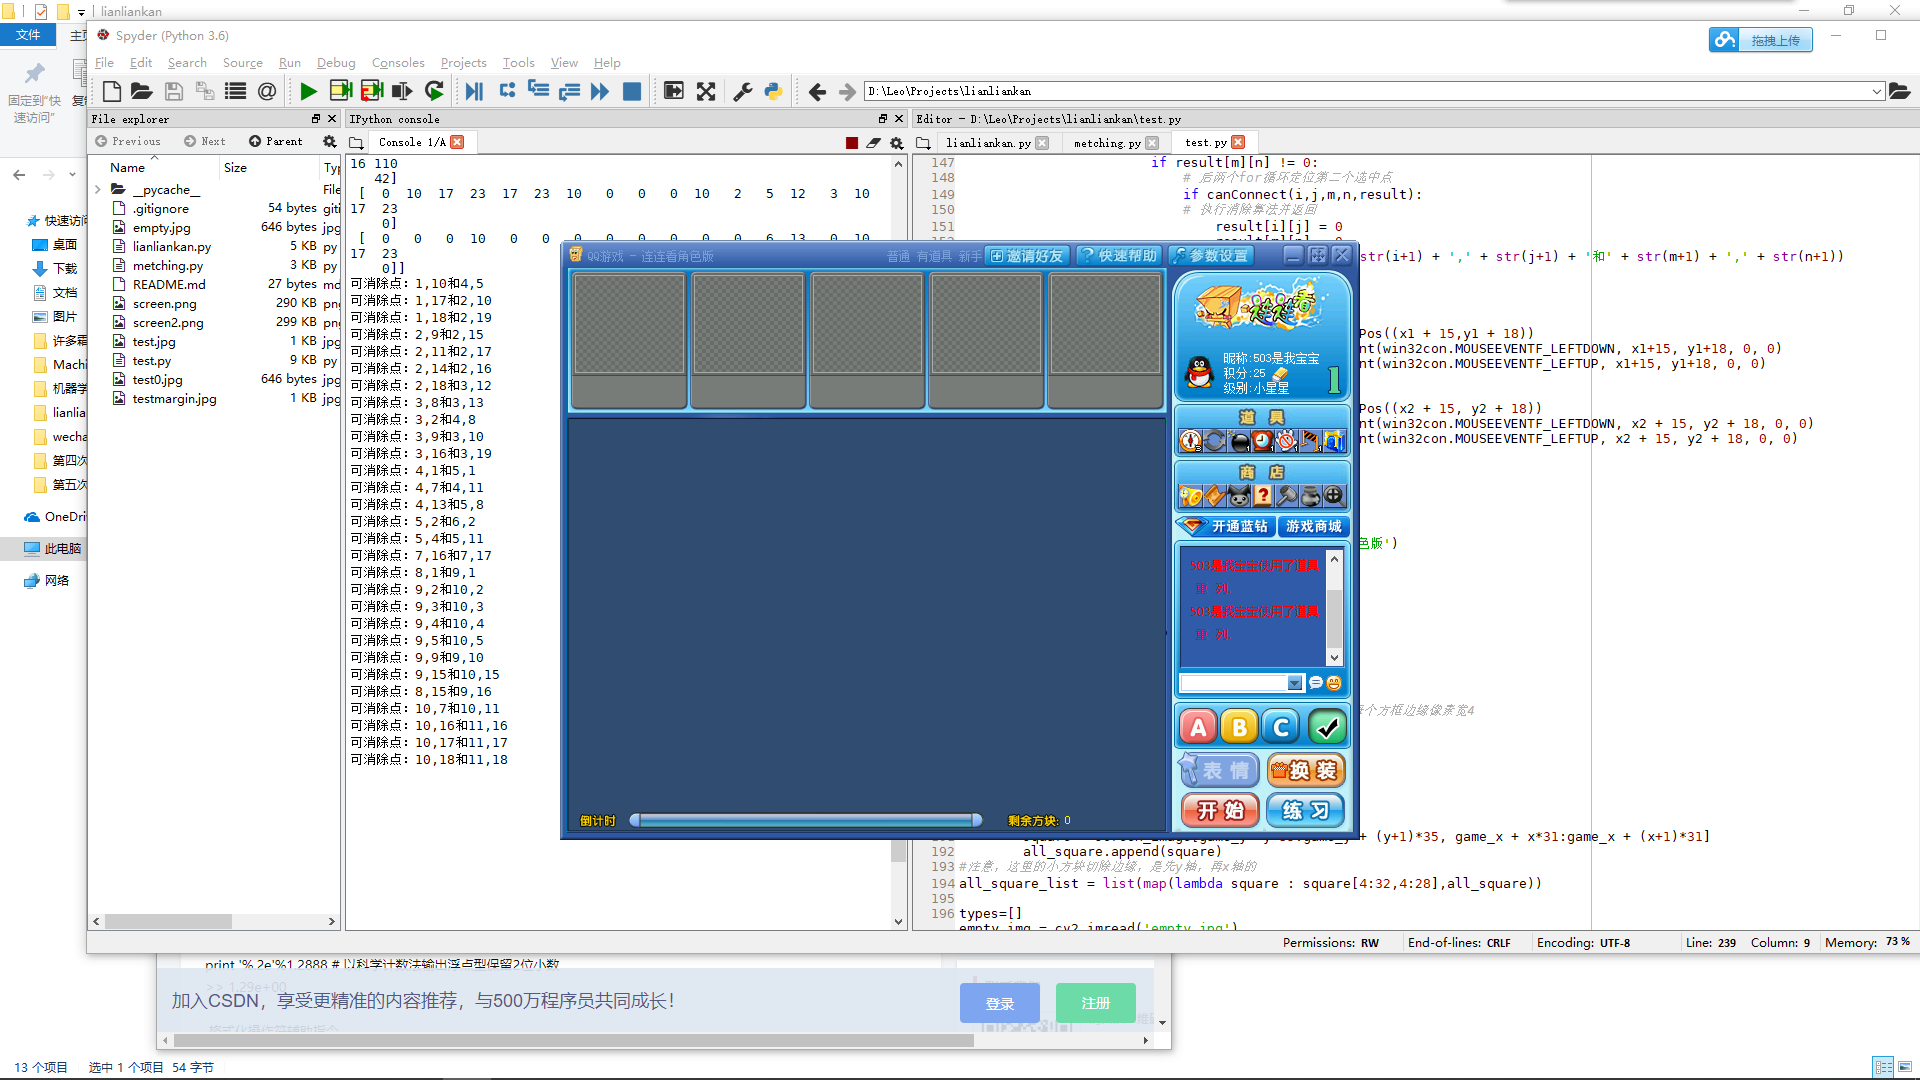 lianliankan
文件
主页
固定到"快
速访问"
复制
快速访问
桌面
下载
文档
图片
许多霜
Machi
机器学
lianlia
wecha
第四次
第五次
OneDri
此电脑
网络
Spyder (Python 3.6)
File Edit Search Source Run Debug Consoles Projects Tools View Help
D:\Leo\Projects\lianliankan
拖拽上传
File explorer
Previous Next Parent
Name Size Typ
__pycache__ File
.gitignore 54 bytes giti
empty.jpg 646 bytes jpg
lianliankan.py 5 KB py
metching.py 3 KB py
README.md 27 bytes md
screen.png 290 KB png
screen2.png 299 KB png
test.jpg 1 KB jpg
test.py 9 KB py
test0.jpg 646 bytes jpg
testmargin.jpg 1 KB jpg
IPython console
Console 1/A
16 110
42]
[ 0 10 17 23 17 23 10 0 0 0 10 2 5 12 3 10
17 23
0]
[ 0 0 0 10 0 0 0 0 0 0 0 0 6 13 0 10
17 23
0]]
可消除点: 1,10和4,5
可消除点: 1,17和2,10
可消除点: 1,18和2,19
可消除点: 2,9和2,15
可消除点: 2,11和2,17
可消除点: 2,14和2,16
可消除点: 2,18和3,12
可消除点: 3,8和3,13
可消除点: 3,2和4,8
可消除点: 3,9和3,10
可消除点: 3,16和3,19
可消除点: 4,1和5,1
可消除点: 4,7和4,11
可消除点: 4,13和5,8
可消除点: 5,2和6,2
可消除点: 5,4和5,11
可消除点: 7,16和7,17
可消除点: 8,1和9,1
可消除点: 9,2和10,2
可消除点: 9,3和10,3
可消除点: 9,4和10,4
可消除点: 9,5和10,5
可消除点: 9,9和9,10
可消除点: 9,15和10,15
可消除点: 8,15和9,16
可消除点: 10,7和10,11
可消除点: 10,16和11,16
可消除点: 10,17和11,17
可消除点: 10,18和11,18
Editor - D:\Leo\Projects\lianliankan\test.py
lianliankan.py metching.py test.py
147 if result[m][n] != 0:
148 # 后两个for循环定位第二个选中点
149 if canConnect(i,j,m,n,result):
150 # 执行消除算法并返回
151 result[i][j] = 0
str(i+1) + ',' + str(j+1) + '和' + str(m+1) + ',' + str(n+1))
Pos((x1 + 15,y1 + 18))
nt(win32con.MOUSEEVENTF_LEFTDOWN, x1+15, y1+18, 0, 0)
nt(win32con.MOUSEEVENTF_LEFTUP, x1+15, y1+18, 0, 0)
Pos((x2 + 15, y2 + 18))
nt(win32con.MOUSEEVENTF_LEFTDOWN, x2 + 15, y2 + 18, 0, 0)
nt(win32con.MOUSEEVENTF_LEFTUP, x2 + 15, y2 + 18, 0, 0)
色版')
每个方框边缘像素宽4
+ (y+1)*35, game_x + x*31:game_x + (x+1)*31]
192 all_square.append(square)
193 #注意, 这里的小方块切除边缘, 是先y轴, 再x轴的
194 all_square_list = list(map(lambda square : square[4:32,4:28],all_square))
195
196 types=[]
empty_img = cv2.imread('empty.jpg')
QQ游戏 - 连连看角色版
普通 有道具 新手
邀请好友
快速帮助
参数设置
连连看
昵称:503是我宝宝
积分:25
级别:小星星
1
道 具
商 店
开通蓝钻
游戏商城
503是我宝宝使用了道具
重 列
503是我宝宝使用了道具
重 列
A B C
表 情
换 装
开 始
练 习
倒计时
剩余方块: 0
Permissions: RW End-of-lines: CRLF Encoding: UTF-8 Line: 239 Column: 9 Memory: 73 %
print '%.2e'%1.2888 # 以科学计数法输出浮点型保留2位小数
>> 1.29e+00
加入CSDN，享受更精准的内容推荐，与500万程序员共同成长！
登录
注册
格式化操作符辅助指令
13 个项目 选中 1 个项目 54 字节